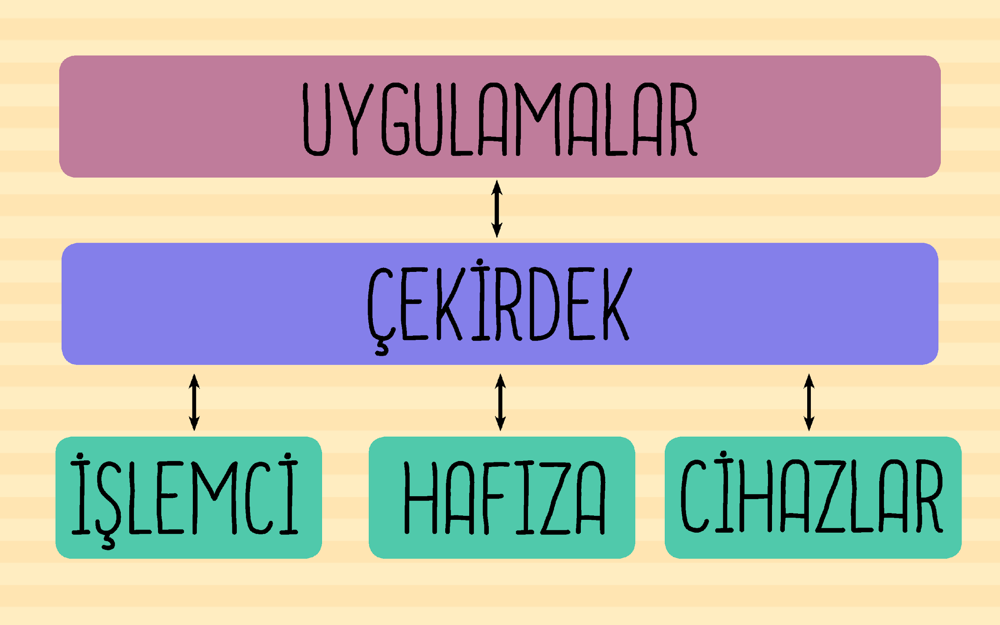 UYGULAMALAR
ÇEKİRDEK
İŞLEMCİ
HAFIZA
CİHAZLAR